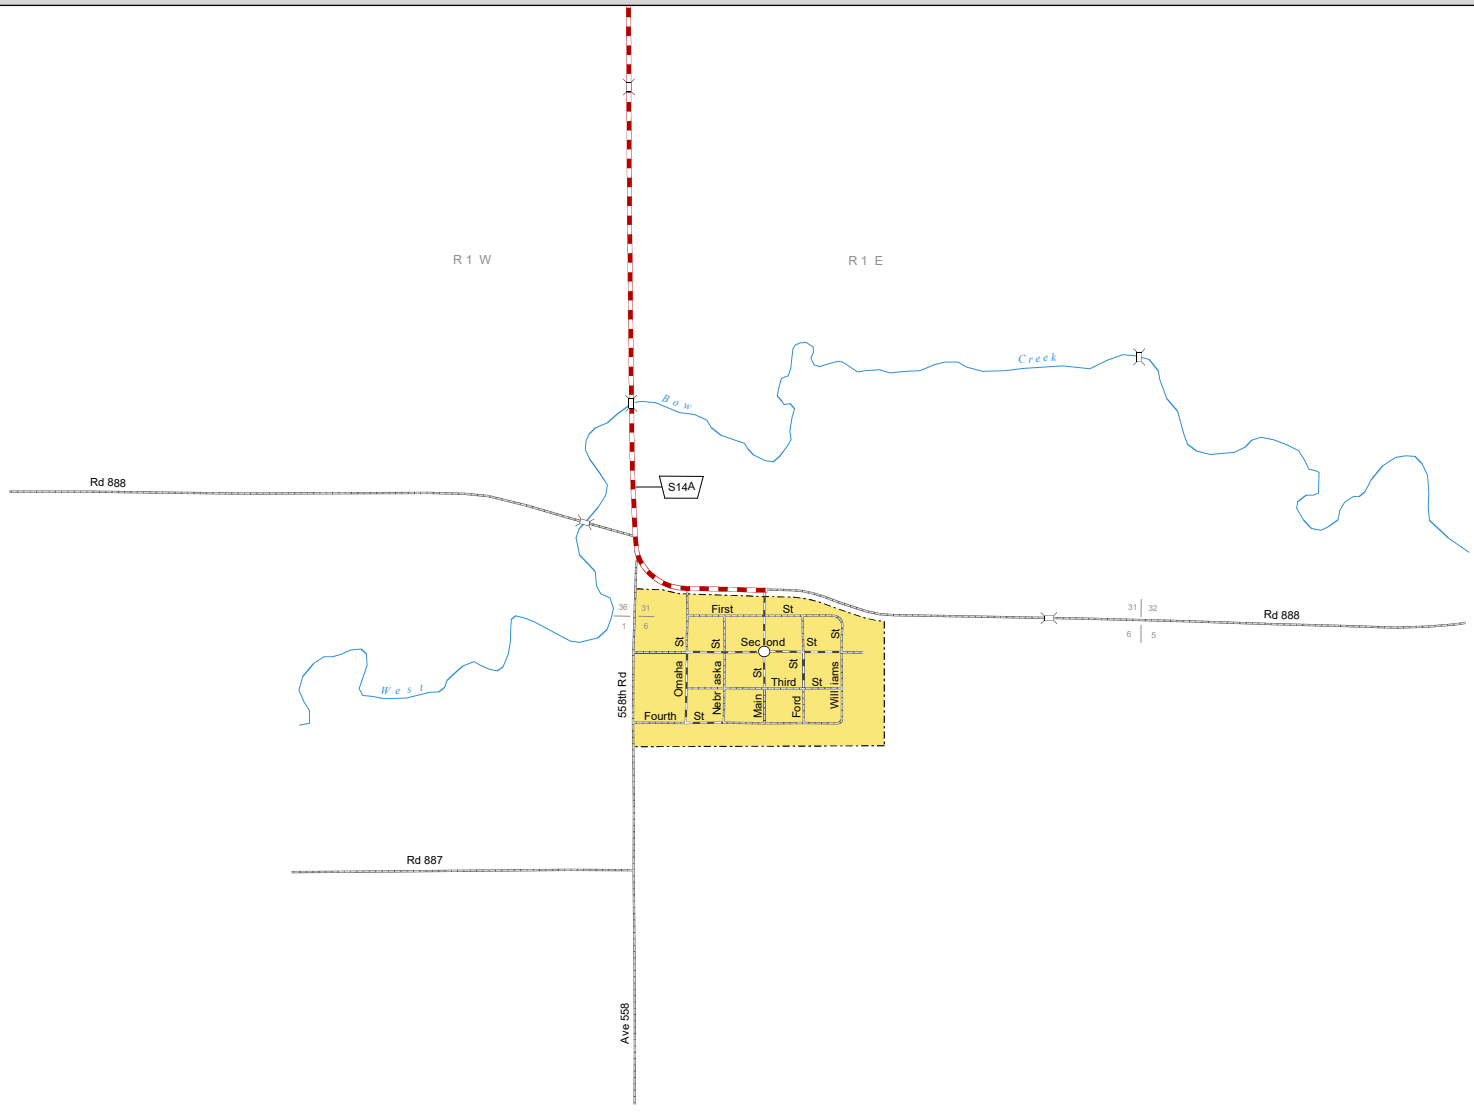 R 1 W
R 1 E
Creek
Bow
Rd 888
S14A
36
31
1
6
31
32
6
5
Rd 888
First St
Second St
Third St
Fourth St
Omaha St
Nebraska St
Main St
Ford St
Williams St
558th Rd
West
Rd 887
Ave 558